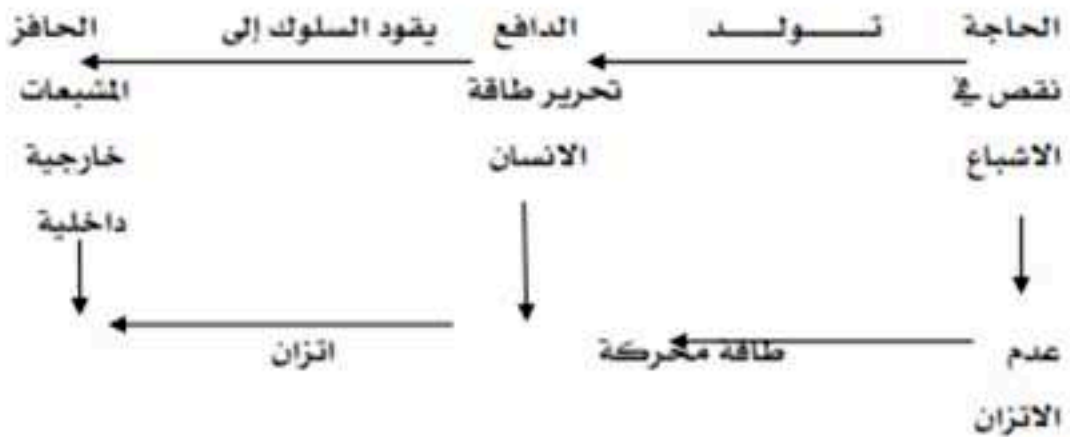 الحاجة تـــولـــد الدافع يقود السلوك إلى الحافز
نقص في تحرير طاقة المشبعات
الاشباع الانسان خارجية
داخلية
عدم طاقة محركة اتزان
الاتزان